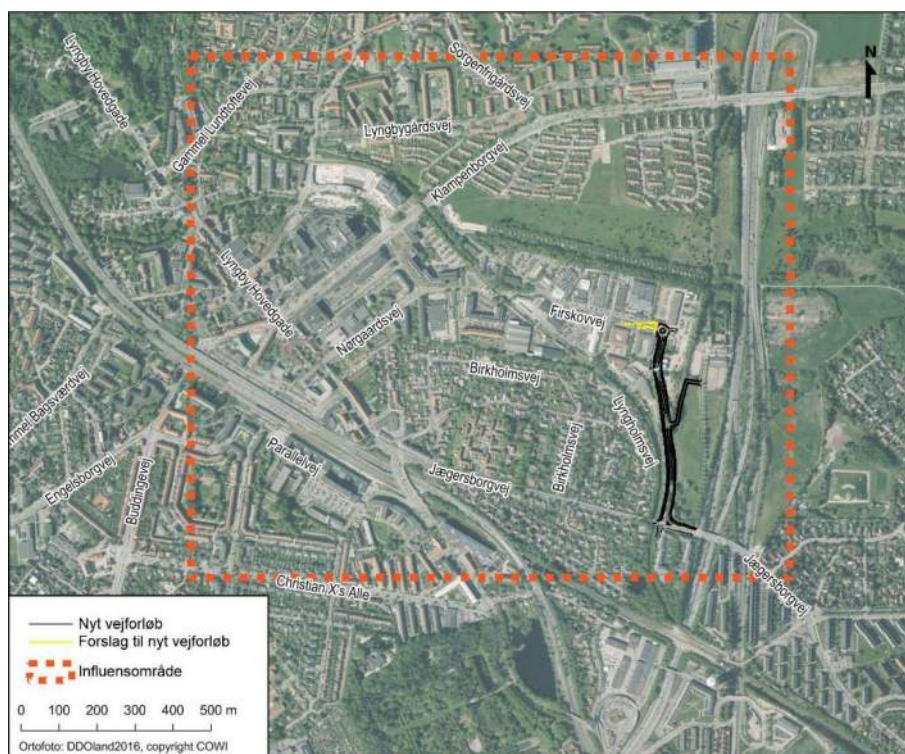 Lyngby Hovedgade
Gammel Lundtoftevej
Sorgenfrigårdsvej
Lyngbygårdsvej
Klampenborgvej
N
Lyngby Hovedgade
Nørgaardsvej
Firskovvej
Birkholmsvej
Lyngholmsvej
Birkholmsvej
mmel Bagsværdvej
Engelsborgvej
Buddingevej
Parallelvej
Jægersborgvej
Jægersborgvej
Christian X's Alle
Nyt vejforløb
Forslag til nyt vejforløb
Influensområde
0 100 200 300 400 500 m
Ortofoto: DDOland2016, copyright COWI